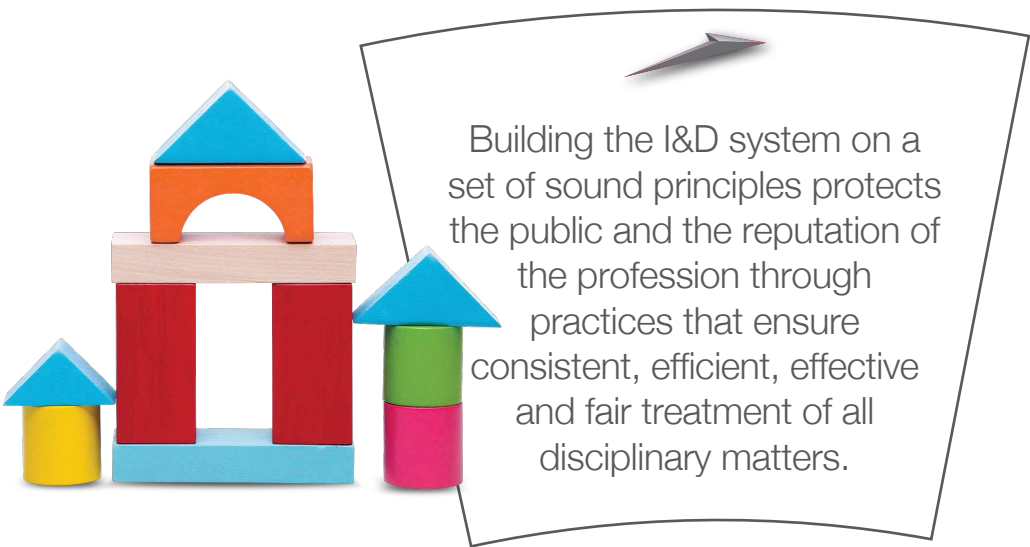 Building the I&D system on a
set of sound principles protects
the public and the reputation of
the profession through
practices that ensure
consistent, efficient, effective
and fair treatment of all
disciplinary matters.